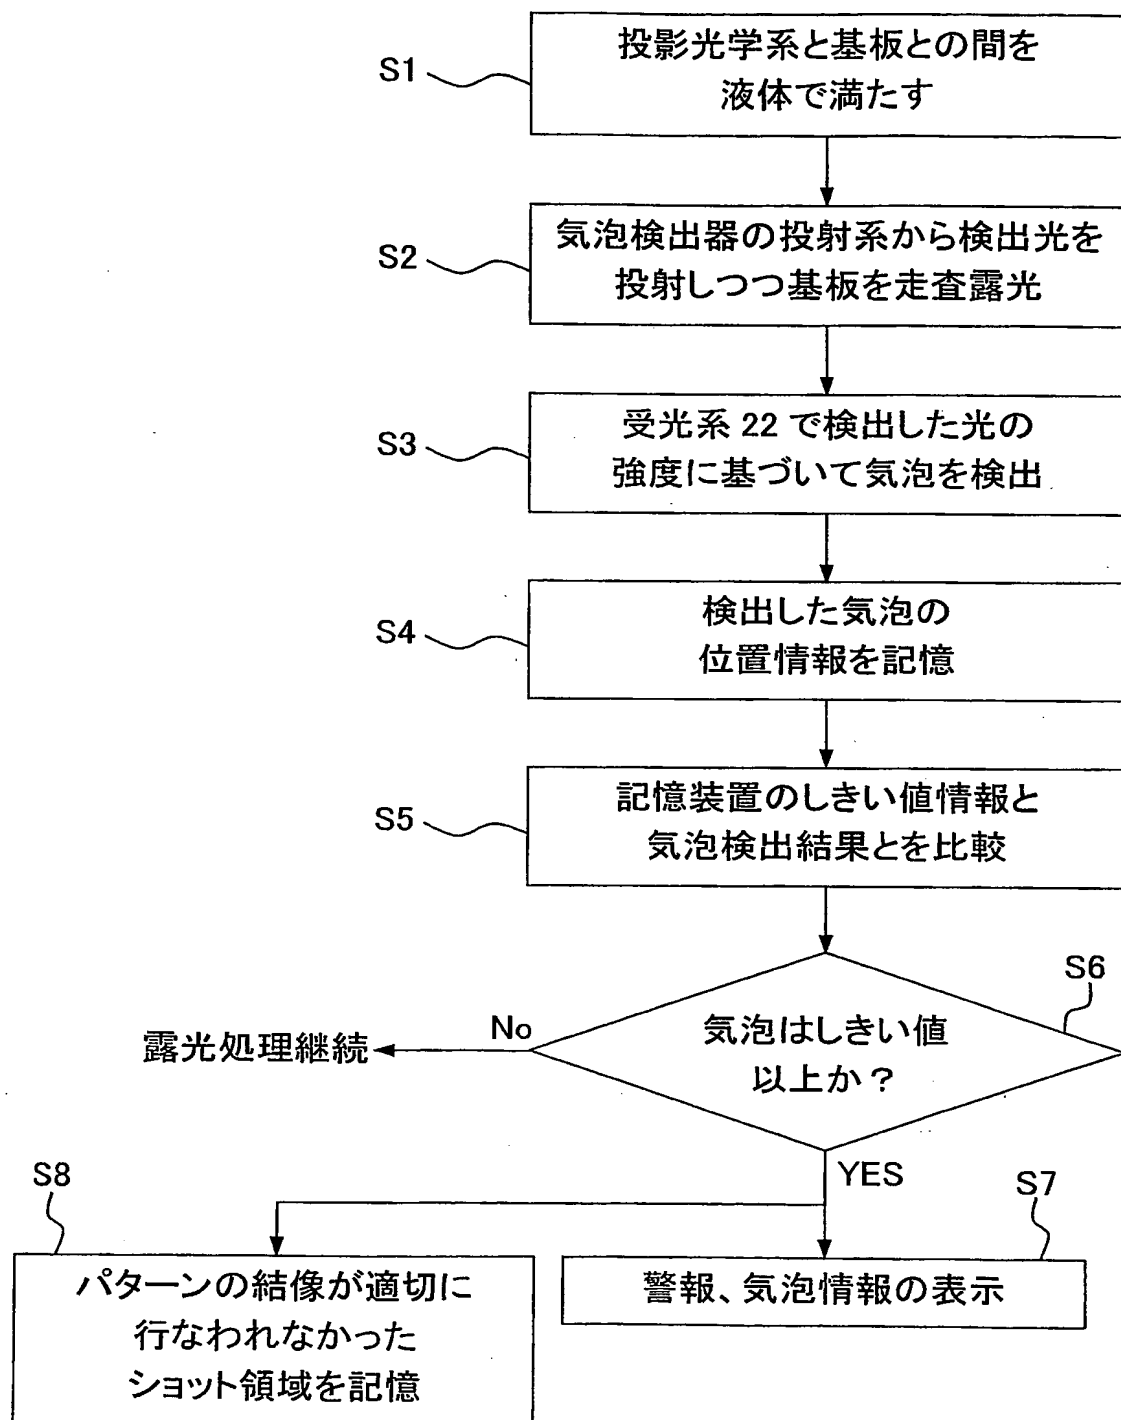 S1
投影光学系と基板との間を
液体で満たす
S2
気泡検出器の投射系から検出光を
投射しつつ基板を走査露光
S3
受光系 22 で検出した光の
強度に基づいて気泡を検出
S4
検出した気泡の
位置情報を記憶
S5
記憶装置のしきい値情報と
気泡検出結果とを比較
S6
気泡はしきい値
以上か？
No
露光処理継続
YES
S8
パターンの結像が適切に
行なわれなかった
ショット領域を記憶
S7
警報、気泡情報の表示